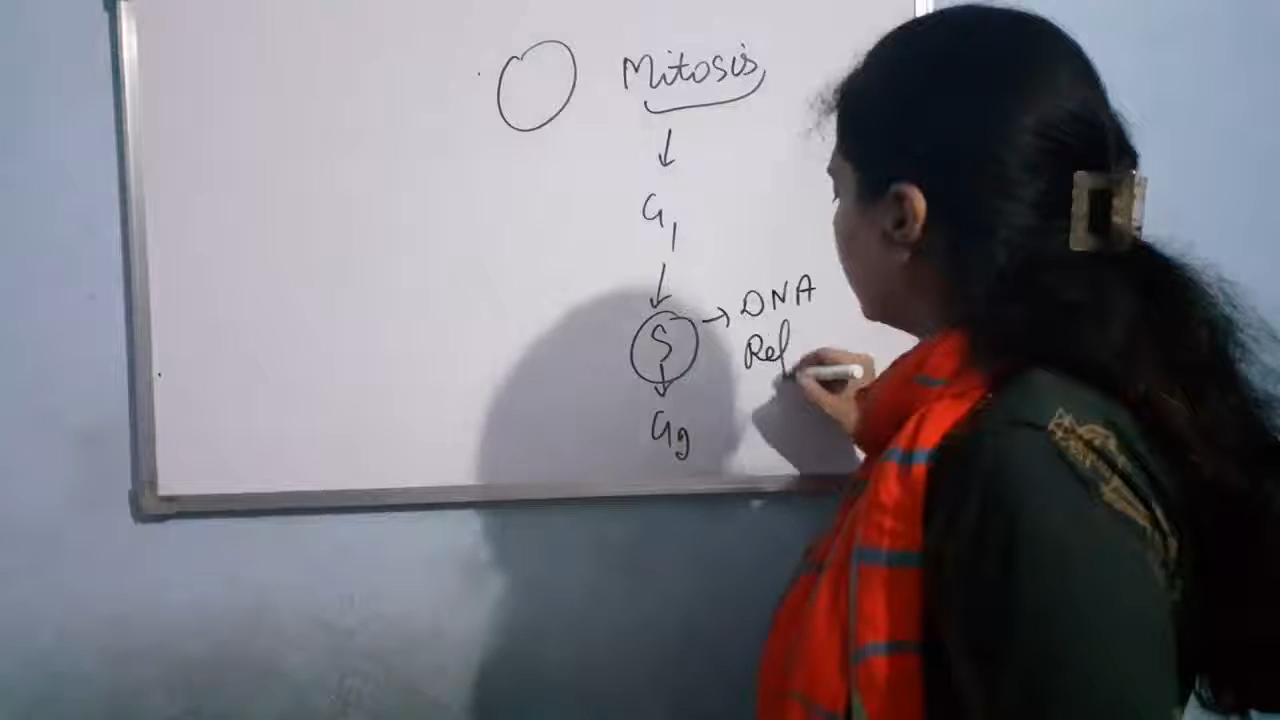 Mitosis
↓
G1
↓
S → DNA
Rep
↓
G2